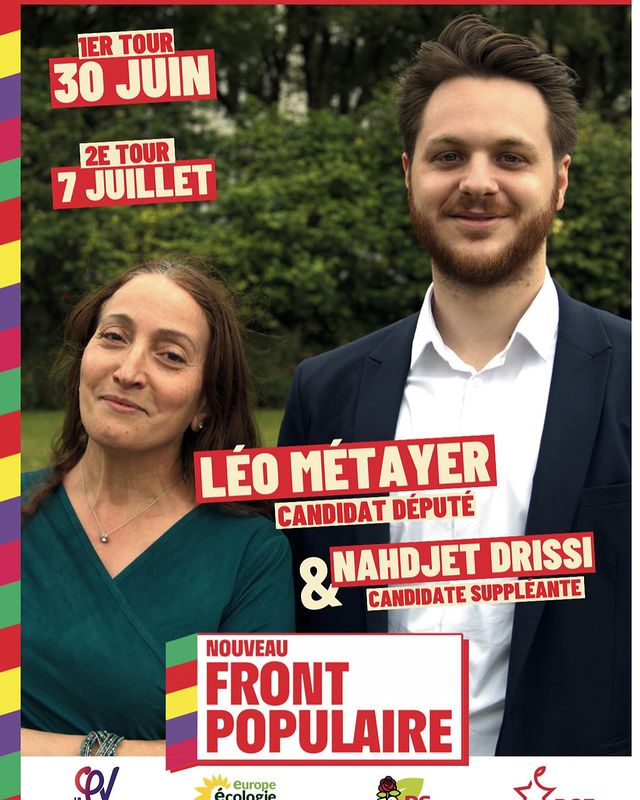 1ER TOUR
30 JUIN
2E TOUR
7 JUILLET
LÉO MÉTAYER
CANDIDAT DÉPUTÉ
& NAHDJET DRISSI
CANDIDATE SUPPLÉANTE
NOUVEAU
FRONT
POPULAIRE
europe
écologie